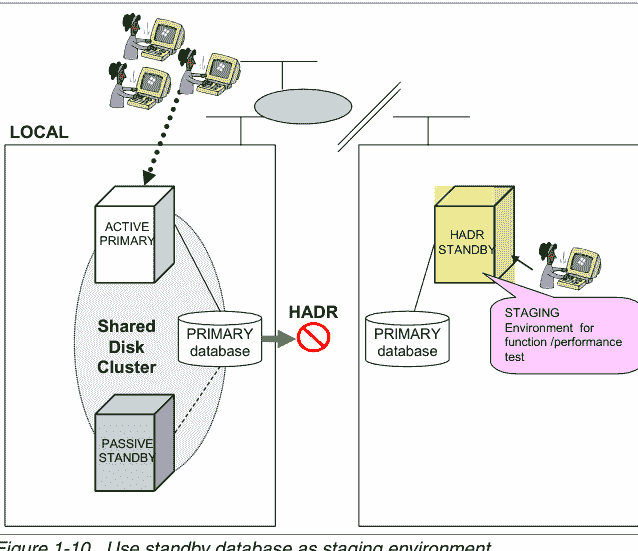 LOCAL
ACTIVE
PRIMARY
HADR
STANDBY
STAGING
Environment for
function /performance
test
HADR
Shared
Disk
Cluster
PRIMARY
database
PRIMARY
database
PASSIVE
STANDBY
Figure 1-10 Use standby database as staging environment